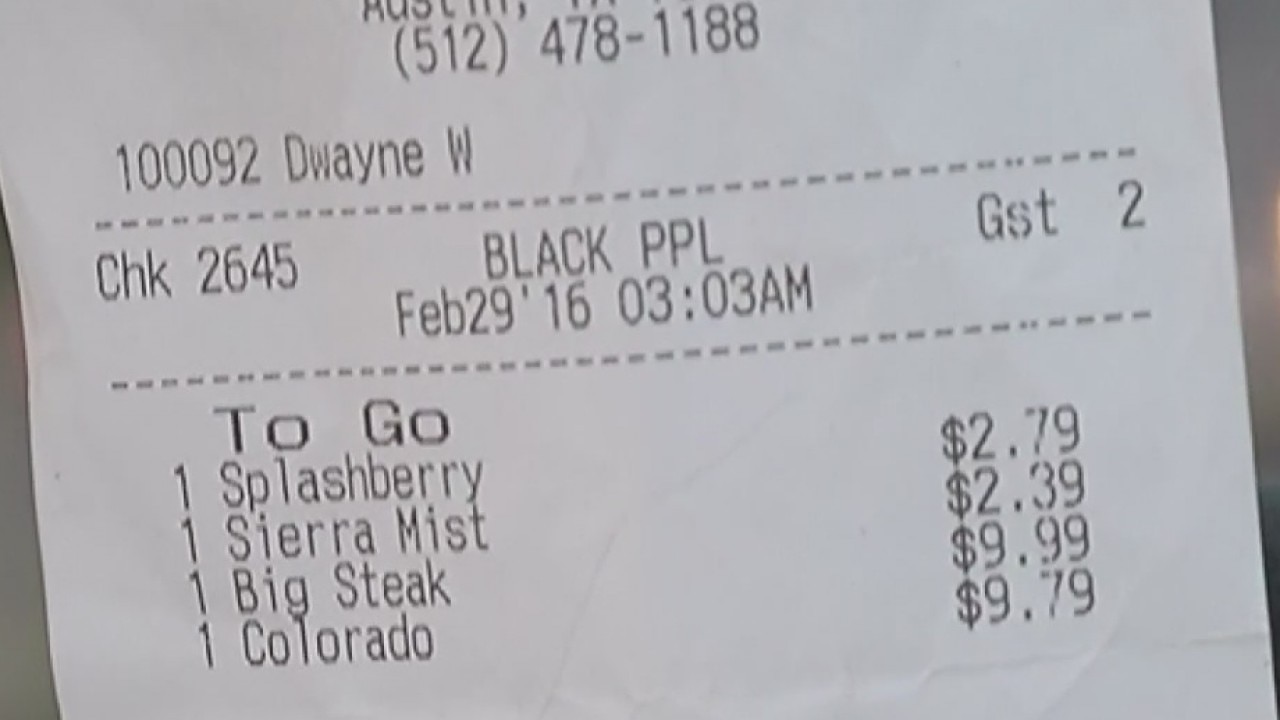 Austin,
(512) 478-1188
100092 Dwayne W
Chk 2645 BLACK PPL Gst 2
Feb29'16 03:03AM
To Go
1 Splashberry $2.79
1 Sierra Mist $2.39
1 Big Steak $9.99
1 Colorado $9.79